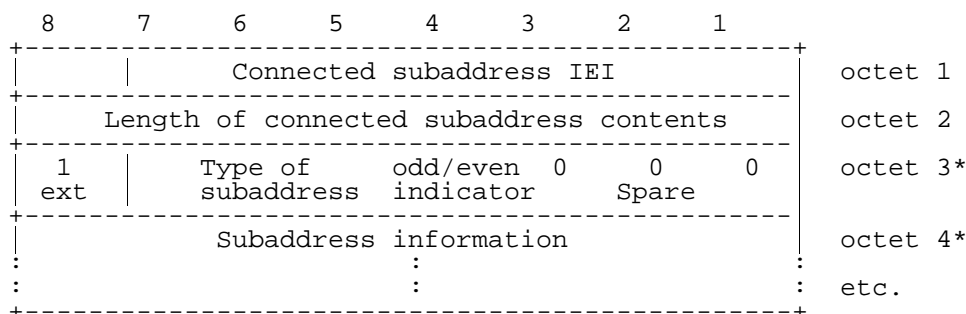 8 7 6 5 4 3 2 1
Connected subaddress IEI octet 1
Length of connected subaddress contents octet 2
1 Type of odd/even 0 0 0 octet 3*
ext subaddress indicator Spare
Subaddress information octet 4*
: : :
: : : etc.